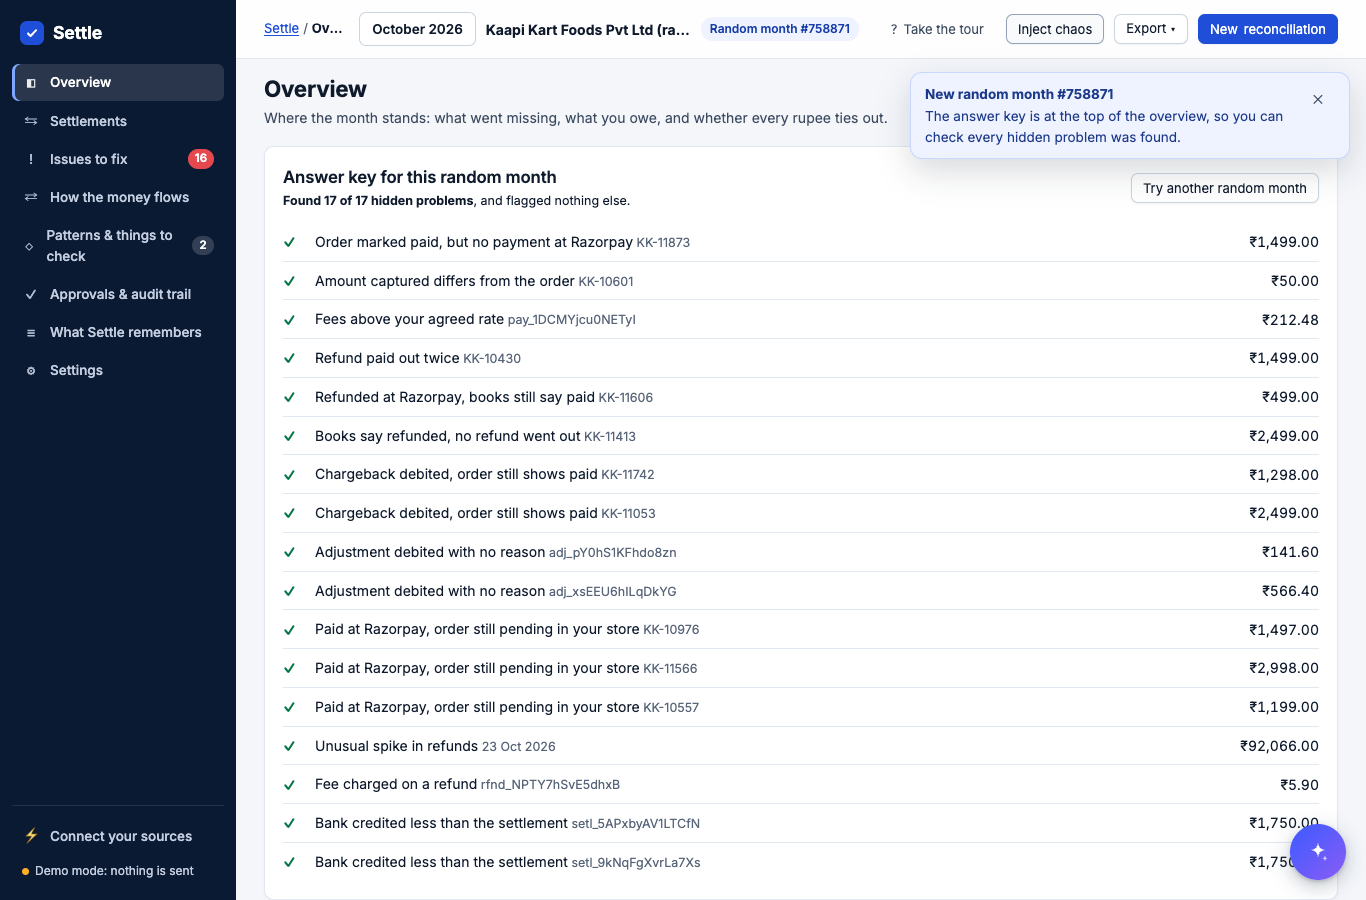 Settle
Overview
Settlements
! Issues to fix 16
How the money flows
Patterns & things to check 2
Approvals & audit trail
What Settle remembers
Settings
Connect your sources
Demo mode: nothing is sent
Settle / Ov... October 2026 Kaapi Kart Foods Pvt Ltd (ra... Random month #758871 ? Take the tour Inject chaos Export New reconciliation
Overview
Where the month stands: what went missing, what you owe, and whether every rupee ties out.
New random month #758871
The answer key is at the top of the overview, so you can
check every hidden problem was found.
Answer key for this random month
Found 17 of 17 hidden problems, and flagged nothing else.
Try another random month
Order marked paid, but no payment at Razorpay KK-11873 ₹1,499.00
Amount captured differs from the order KK-10601 ₹50.00
Fees above your agreed rate pay_1DCMYjcu0NETyI ₹212.48
Refund paid out twice KK-10430 ₹1,499.00
Refunded at Razorpay, books still say paid KK-11606 ₹499.00
Books say refunded, no refund went out KK-11413 ₹2,499.00
Chargeback debited, order still shows paid KK-11742 ₹1,298.00
Chargeback debited, order still shows paid KK-11053 ₹2,499.00
Adjustment debited with no reason adj_pY0hS1KFhdo8zn ₹141.60
Adjustment debited with no reason adj_xsEEU6hILqDkYG ₹566.40
Paid at Razorpay, order still pending in your store KK-10976 ₹1,497.00
Paid at Razorpay, order still pending in your store KK-11566 ₹2,998.00
Paid at Razorpay, order still pending in your store KK-10557 ₹1,199.00
Unusual spike in refunds 23 Oct 2026 ₹92,066.00
Fee charged on a refund rfnd_NPTY7hSvE5dhxB ₹5.90
Bank credited less than the settlement setl_5APxbyAV1LTCfN ₹1,750.00
Bank credited less than the settlement setl_9kNqFgXvrLa7Xs